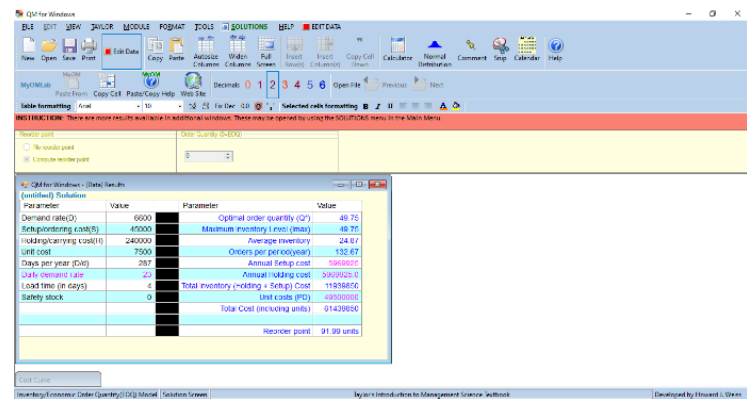 QM for Windows
FILE EDIT VIEW TAYLOR MODULE FORMAT TOOLS SOLUTIONS HELP EDIT DATA
New Open Save Print Edit Data Copy Paste Autosize Columns Widen Columns Full Screen Insert Row(s) Insert Column(s) Copy Cell Down Calculator Normal Distribution Comment Snip Calendar Help
MyOMLab Paste From Copy Cell Paste/Copy Help Web Site Decimals 0 1 2 3 4 5 6 Open File Previous Next
Table formatting Arial 10 Fix Dec 0.0 Selected cells formatting B I U
INSTRUCTION: There are more results available in additional windows. These may be opened by using the SOLUTIONS menu in the Main Menu.
Reorder point Order Quantity (0=EOQ)
No reorder point
Compute reorder point 0
QM for Windows - [Data] Results
(untitled) Solution
Parameter Value Parameter Value
Demand rate(D) 6600 Optimal order quantity (Q*) 49.75
Setup/ordering cost(S) 45000 Maximum Inventory Level (Imax) 49.75
Holding/carrying cost(H) 240000 Average inventory 24.87
Unit cost 7500 Orders per period(year) 132.67
Days per year (D/d) 287 Annual Setup cost 5969925
Daily demand rate 23 Annual Holding cost 5969925.0
Lead time (in days) 4 Total Inventory (Holding + Setup) Cost 11939850
Safety stock 0 Unit costs (PD) 49500000
Total Cost (including units) 61439850
Reorder point 91.99 units
Cost Curve
Inventory/Economic Order Quantity(EOQ) Model Solution Screen Taylor's Introduction to Management Science Textbook Developed by Howard J. Weiss